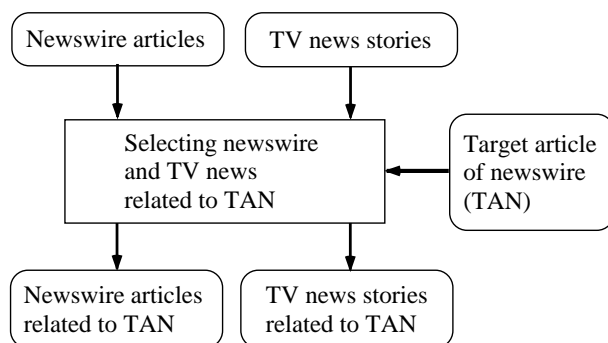 Newswire articles
TV news stories
Selecting newswire
and TV news
related to TAN
Target article
of newswire
(TAN)
Newswire articles
related to TAN
TV news stories
related to TAN